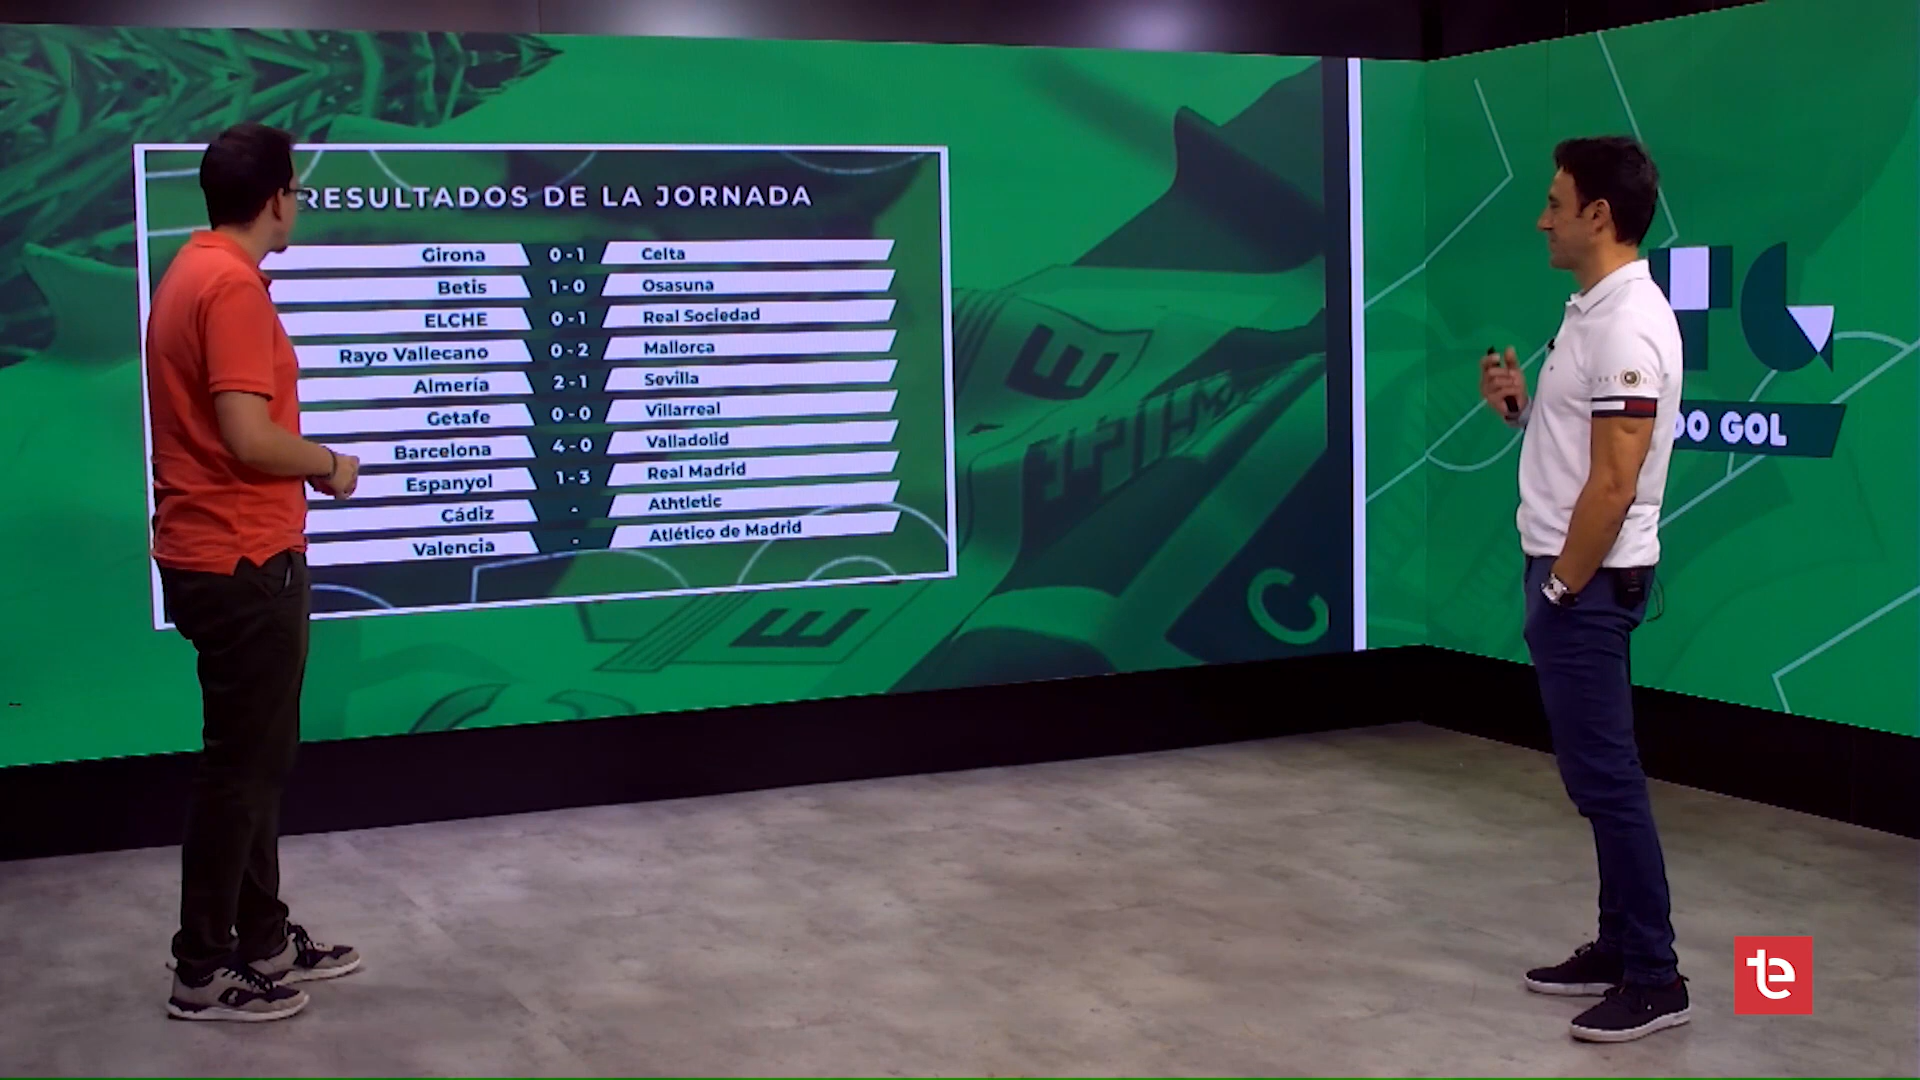 RESULTADOS DE LA JORNADA
Girona 0-1 Celta
Betis 1-0 Osasuna
ELCHE 0-1 Real Sociedad
Rayo Vallecano 0-2 Mallorca
Almería 2-1 Sevilla
Getafe 0-0 Villarreal
Barcelona 4-0 Valladolid
Espanyol 1-3 Real Madrid
Cádiz - Athtletic
Valencia - Atlético de Madrid
E
E
C
TG
DO GOL
te